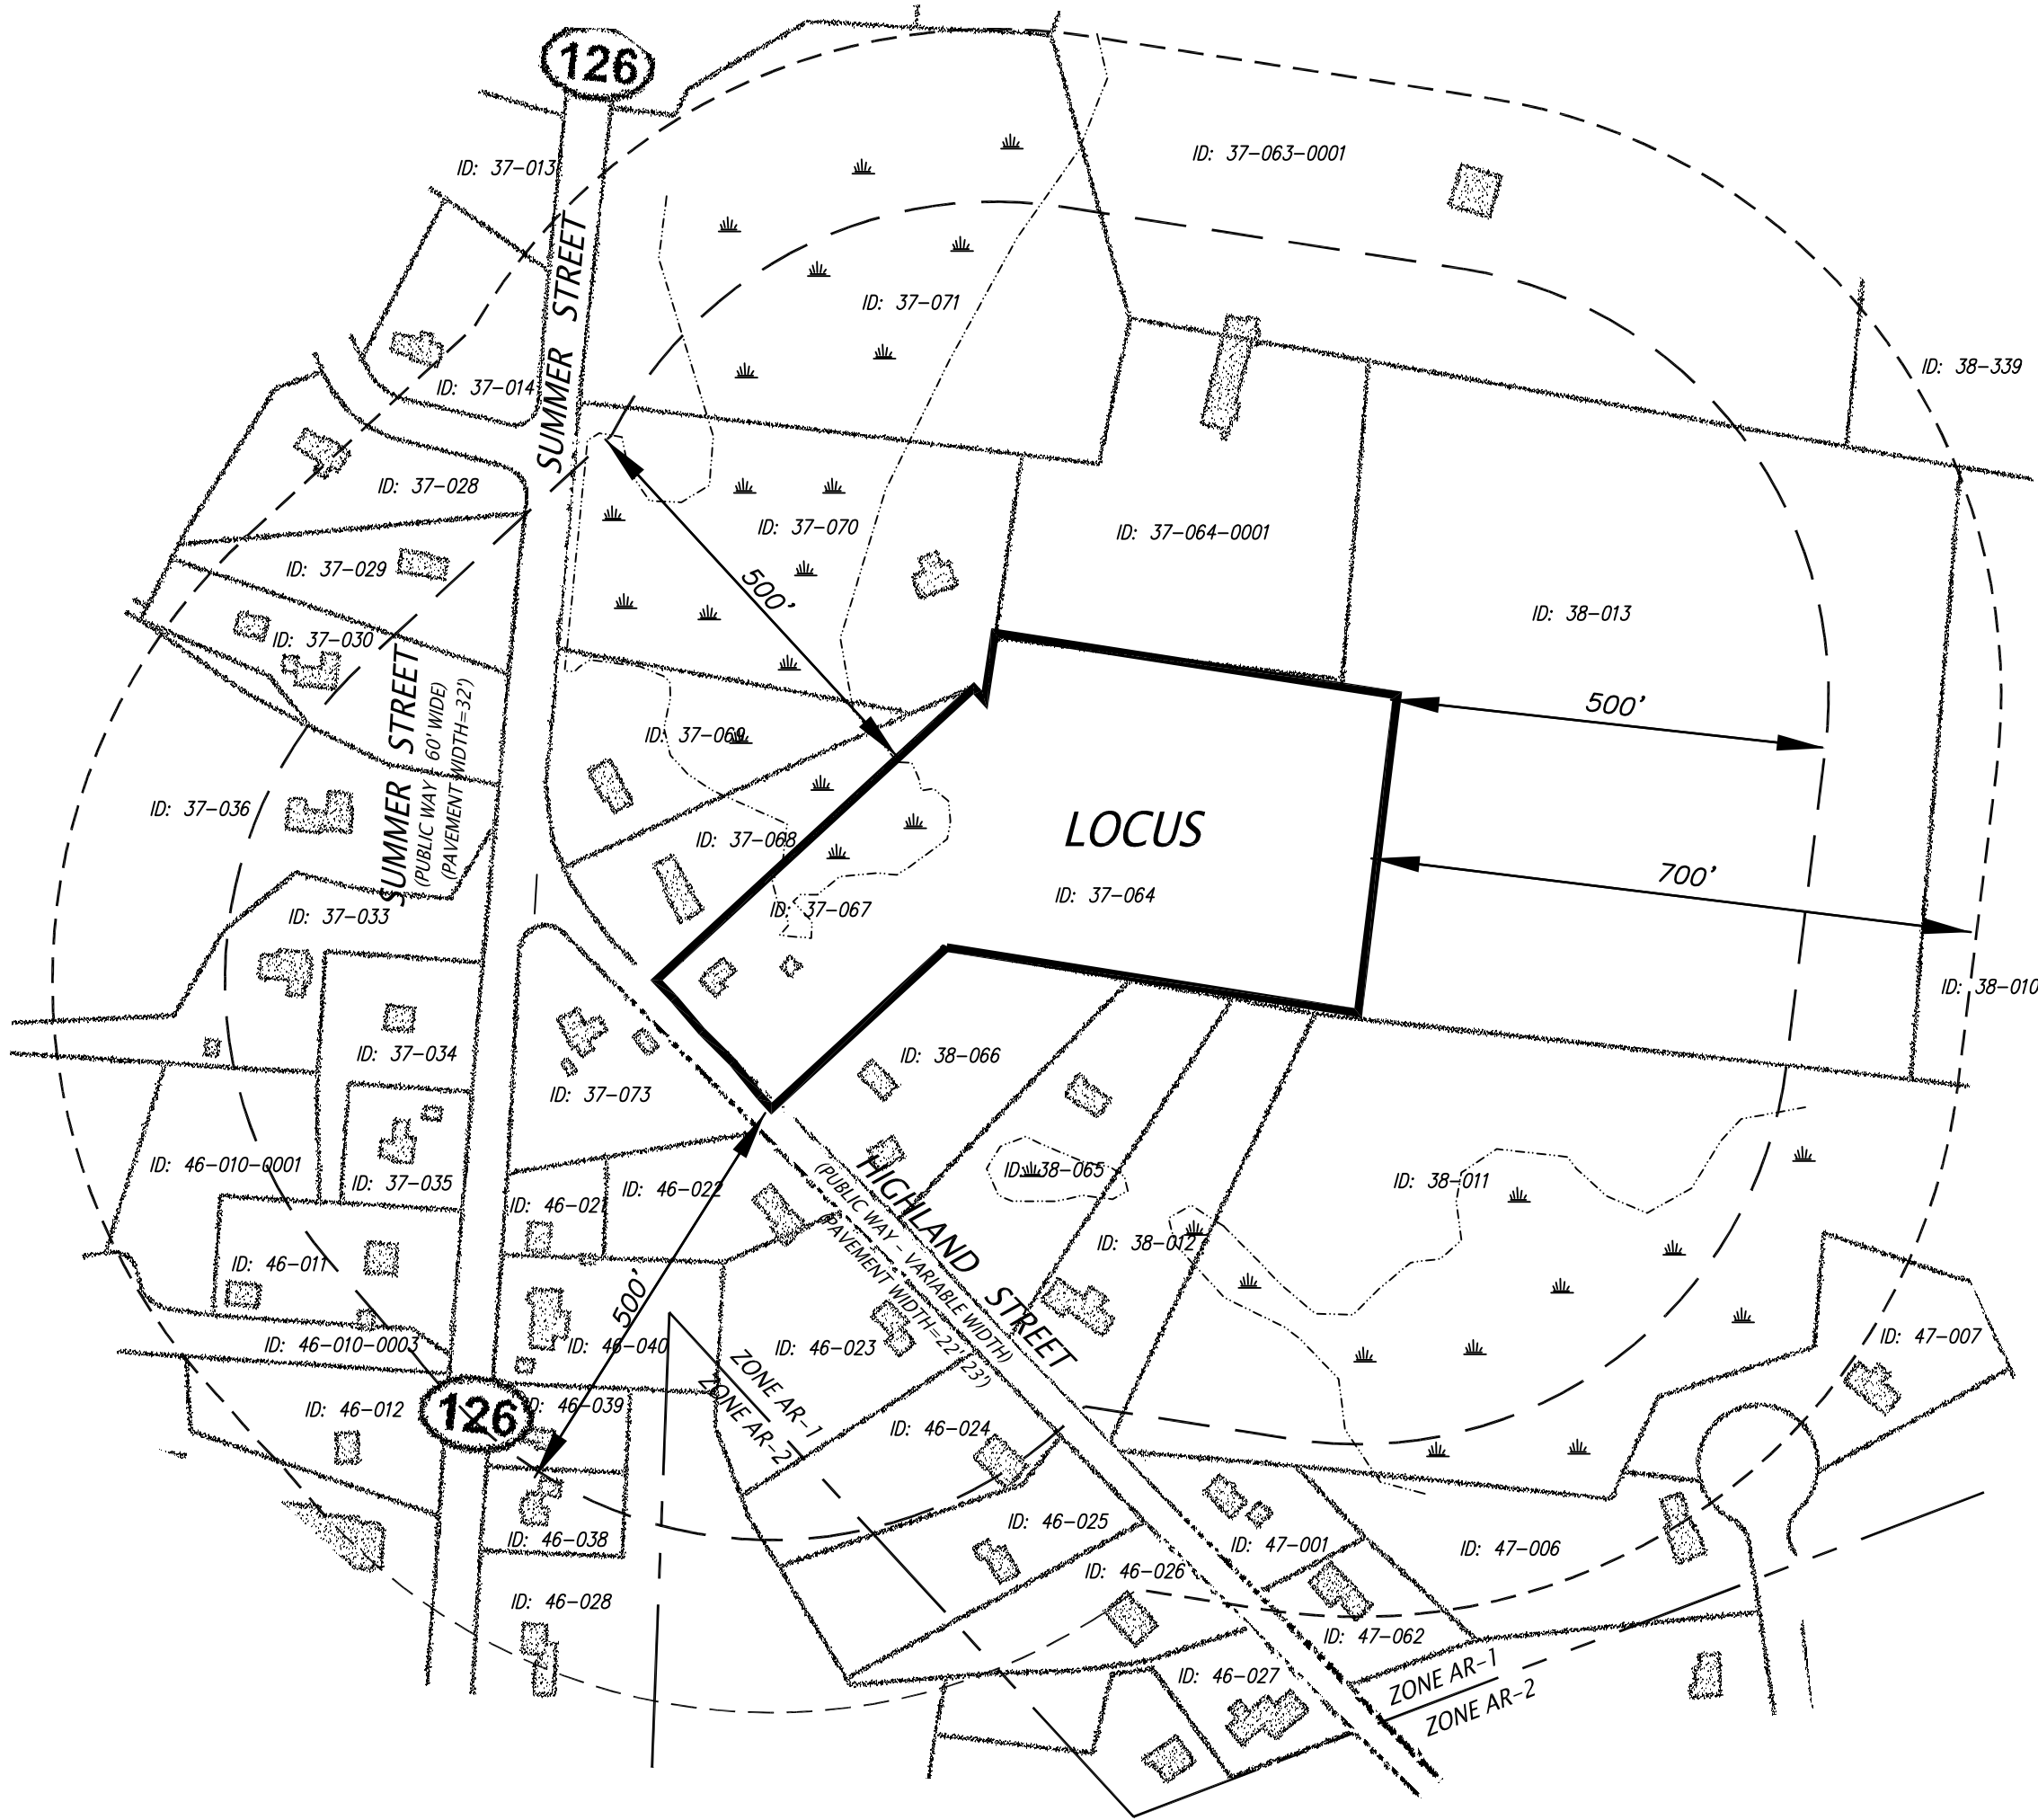 126
ID: 37-013
ID: 37-063-0001
SUMMER STREET
ID: 37-071
ID: 38-339
ID: 37-014
ID: 37-028
ID: 37-070
ID: 37-064-0001
ID: 37-029
500'
ID: 38-013
ID: 37-030
SUMMER STREET
(PUBLIC WAY - 60' WIDE)
(PAVEMENT WIDTH=32')
500'
ID: 37-069
ID: 37-036
ID: 37-068
LOCUS
ID: 37-064
700'
ID: 37-033
ID: 37-067
ID: 38-010
ID: 37-034
ID: 38-066
ID: 37-073
ID: 46-010-0001
ID: 37-035
ID: 46-021
ID: 46-022
ID: 38-065
ID: 38-011
HIGHLAND STREET
(PUBLIC WAY - VARIABLE WIDTH)
(PAVEMENT WIDTH=22'-23')
ID: 38-012
ID: 46-011
500'
ID: 46-010-0003
ID: 46-040
ID: 46-023
ID: 47-007
ZONE AR-1
ZONE AR-2
ID: 46-012
126
ID: 46-039
ID: 46-024
ID: 46-025
ID: 46-038
ID: 47-001
ID: 47-006
ID: 46-026
ID: 46-028
ID: 47-062
ID: 46-027
ZONE AR-1
ZONE AR-2